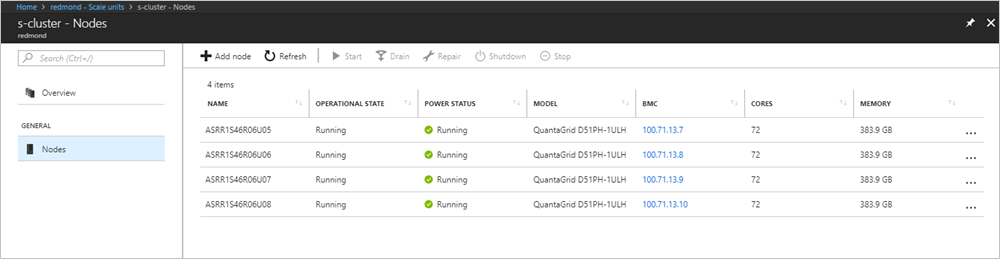 Home > redmond - Scale units > s-cluster - Nodes
s-cluster - Nodes
redmond
Search (Ctrl+/)
Overview
GENERAL
Nodes
Add node Refresh Start Drain Repair Shutdown Stop
4 items
NAME OPERATIONAL STATE POWER STATUS MODEL BMC CORES MEMORY
ASRR1S46R06U05 Running Running QuantaGrid D51PH-1ULH 100.71.13.7 72 383.9 GB ...
ASRR1S46R06U06 Running Running QuantaGrid D51PH-1ULH 100.71.13.8 72 383.9 GB ...
ASRR1S46R06U07 Running Running QuantaGrid D51PH-1ULH 100.71.13.9 72 383.9 GB ...
ASRR1S46R06U08 Running Running QuantaGrid D51PH-1ULH 100.71.13.10 72 383.9 GB ...